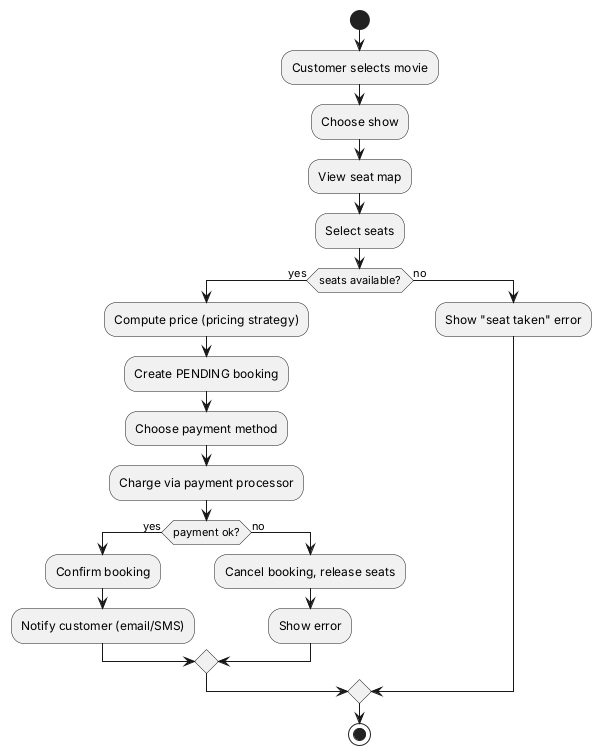 Customer selects movie
Choose show
View seat map
Select seats
yes
seats available?
no
Compute price (pricing strategy)
Show "seat taken" error
Create PENDING booking
Choose payment method
Charge via payment processor
yes
payment ok?
no
Confirm booking
Cancel booking, release seats
Notify customer (email/SMS)
Show error